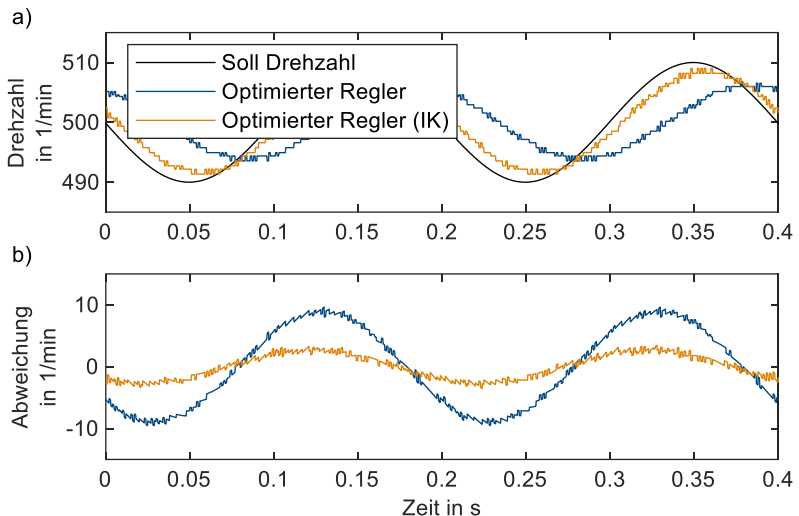 a)
Soll Drehzahl
Optimierter Regler
Optimierter Regler (IK)
Drehzahl
in 1/min
510
500
490
0 0.05 0.1 0.15 0.2 0.25 0.3 0.35 0.4
b)
Abweichung
in 1/min
10
0
-10
0 0.05 0.1 0.15 0.2 0.25 0.3 0.35 0.4
Zeit in s